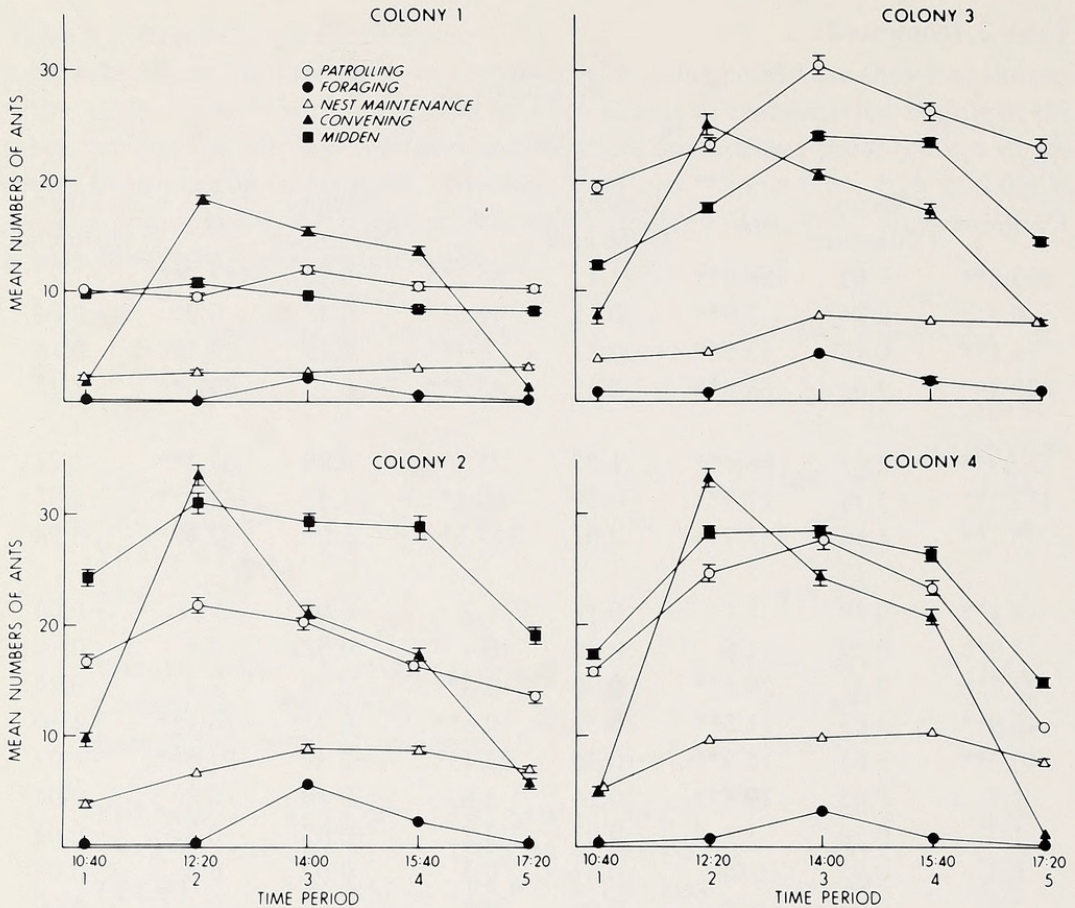 COLONY 1
MEAN NUMBERS OF ANTS
30
20
10
PATROLLING
FORAGING
NEST MAINTENANCE
CONVENING
MIDDEN
COLONY 3
COLONY 2
MEAN NUMBERS OF ANTS
30
20
10
10:40 12:20 14:00 15:40 17:20
1 2 3 4 5
TIME PERIOD
COLONY 4
10:40 12:20 14:00 15:40 17:20
1 2 3 4 5
TIME PERIOD